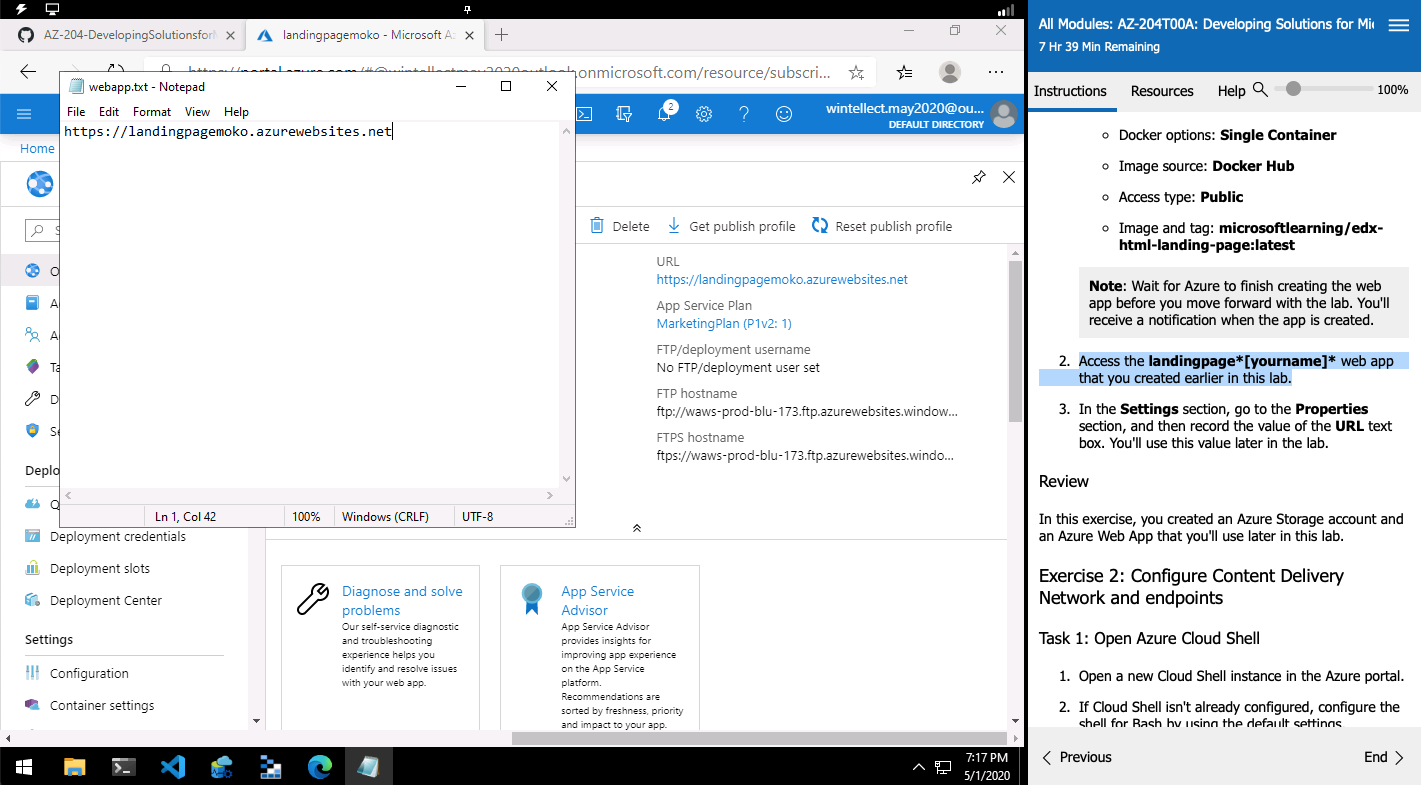 AZ-204-DevelopingSolutionsforM
landingpagemoko - Microsoft Az
https://portal.azure.com/#@wintellectmay2020outlook.onmicrosoft.com/resource/subscri...
webapp.txt - Notepad
File Edit Format View Help
https://landingpagemoko.azurewebsites.net
Ln 1, Col 42 100% Windows (CRLF) UTF-8
2
wintellect.may2020@ou...
DEFAULT DIRECTORY
Home
Delete Get publish profile Reset publish profile
URL
https://landingpagemoko.azurewebsites.net
App Service Plan
MarketingPlan (P1v2: 1)
FTP/deployment username
No FTP/deployment user set
FTP hostname
ftp://waws-prod-blu-173.ftp.azurewebsites.window...
FTPS hostname
ftps://waws-prod-blu-173.ftp.azurewebsites.windo...
Deployment credentials
Deployment slots
Deployment Center
Settings
Configuration
Container settings
Diagnose and solve
problems
Our self-service diagnostic
and troubleshooting
experience helps you
identify and resolve issues
with your web app.
App Service
Advisor
App Service Advisor
provides insights for
improving app experience
on the App Service
platform.
Recommendations are
sorted by freshness, priority
and impact to your app.
7:17 PM
5/1/2020
All Modules: AZ-204T00A: Developing Solutions for Mic
7 Hr 39 Min Remaining
Instructions Resources Help 100%
Docker options: Single Container
Image source: Docker Hub
Access type: Public
Image and tag: microsoftlearning/edx-
html-landing-page:latest
Note: Wait for Azure to finish creating the web
app before you move forward with the lab. You'll
receive a notification when the app is created.
2. Access the landingpage*[yourname]* web app
that you created earlier in this lab.
3. In the Settings section, go to the Properties
section, and then record the value of the URL text
box. You'll use this value later in the lab.
Review
In this exercise, you created an Azure Storage account and
an Azure Web App that you'll use later in this lab.
Exercise 2: Configure Content Delivery
Network and endpoints
Task 1: Open Azure Cloud Shell
1. Open a new Cloud Shell instance in the Azure portal.
2. If Cloud Shell isn't already configured, configure the
shell for Bash by using the default settings.
Previous End